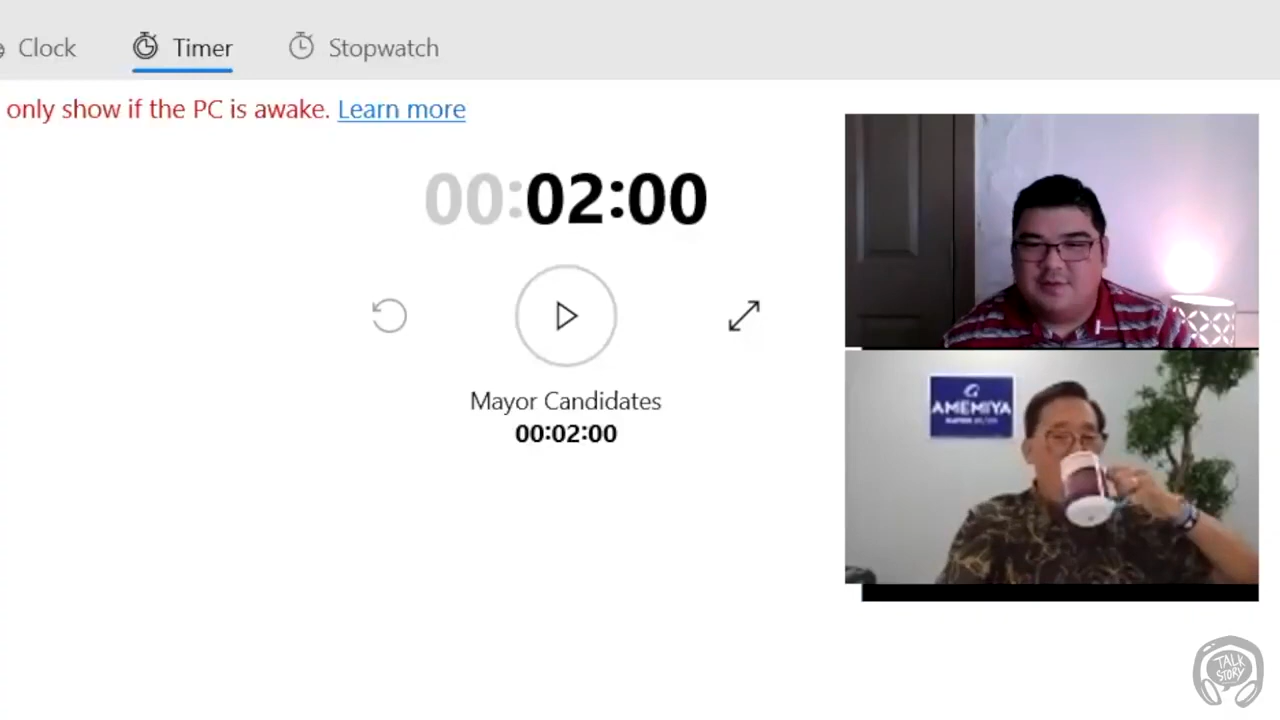 Clock
Timer
Stopwatch
only show if the PC is awake. Learn more
00:02:00
Mayor Candidates
00:02:00
AMEMIYA
TALK
STORY